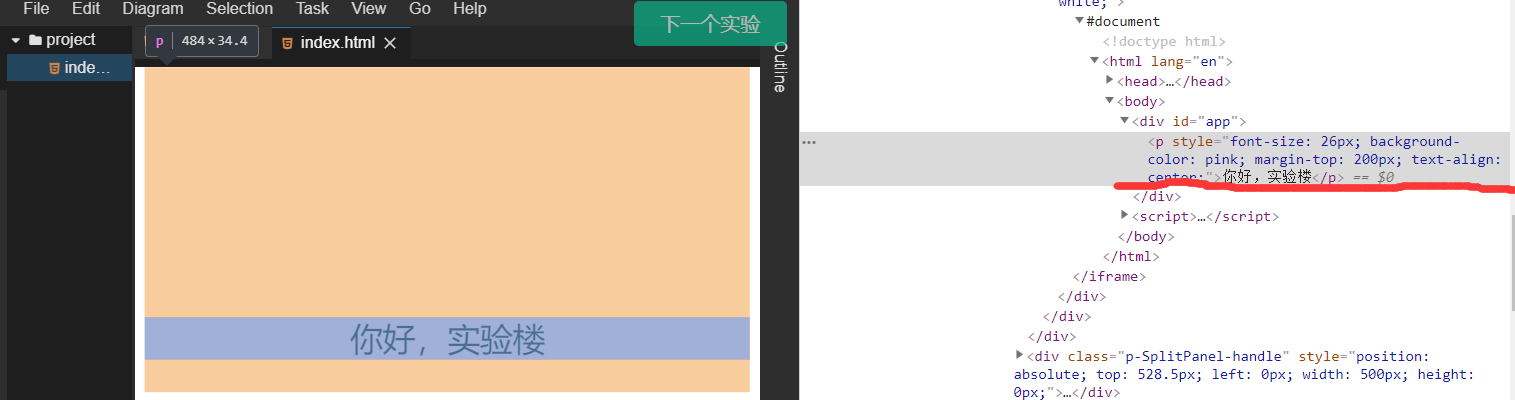 File Edit Diagram Selection Task View Go Help
下一个实验
project
inde...
p 484×34.4
index.html
Outline
你好，实验楼
white; >
#document
<!doctype html>
<html lang="en">
<head>…</head>
<body>
<div id="app">
<p style="font-size: 26px; background-
color: pink; margin-top: 200px; text-align:
center;">你好，实验楼</p> == $0
</div>
<script>…</script>
</body>
</html>
</iframe>
</div>
</div>
</div>
<div class="p-SplitPanel-handle" style="position:
absolute; top: 528.5px; left: 0px; width: 500px; height:
0px;">…</div>